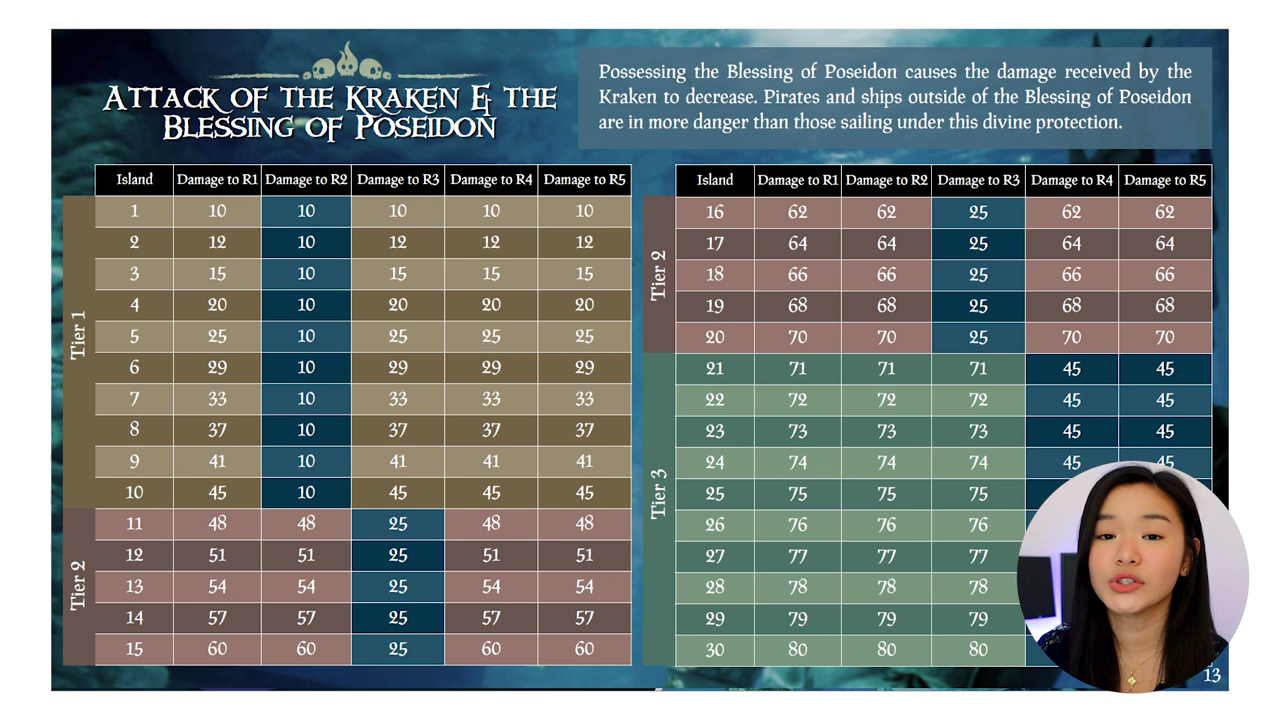 ATTACK OF THE KRAKEN & THE
BLESSING OF POSEIDON
Possessing the Blessing of Poseidon causes the damage received by the
Kraken to decrease. Pirates and ships outside of the Blessing of Poseidon
are in more danger than those sailing under this divine protection.
Island Damage to R1 Damage to R2 Damage to R3 Damage to R4 Damage to R5
Tier 1
1 10 10 10 10 10
2 12 10 12 12 12
3 15 10 15 15 15
4 20 10 20 20 20
5 25 10 25 25 25
6 29 10 29 29 29
7 33 10 33 33 33
8 37 10 37 37 37
9 41 10 41 41 41
10 45 10 45 45 45
Tier 2
11 48 48 25 48 48
12 51 51 25 51 51
13 54 54 25 54 54
14 57 57 25 57 57
15 60 60 25 60 60
Island Damage to R1 Damage to R2 Damage to R3 Damage to R4 Damage to R5
Tier 2
16 62 62 25 62 62
17 64 64 25 64 64
18 66 66 25 66 66
19 68 68 25 68 68
20 70 70 25 70 70
Tier 3
21 71 71 71 45 45
22 72 72 72 45 45
23 73 73 73 45 45
24 74 74 74 45 45
25 75 75 75
26 76 76 76
27 77 77 77
28 78 78 78
29 79 79 79
30 80 80 80
13